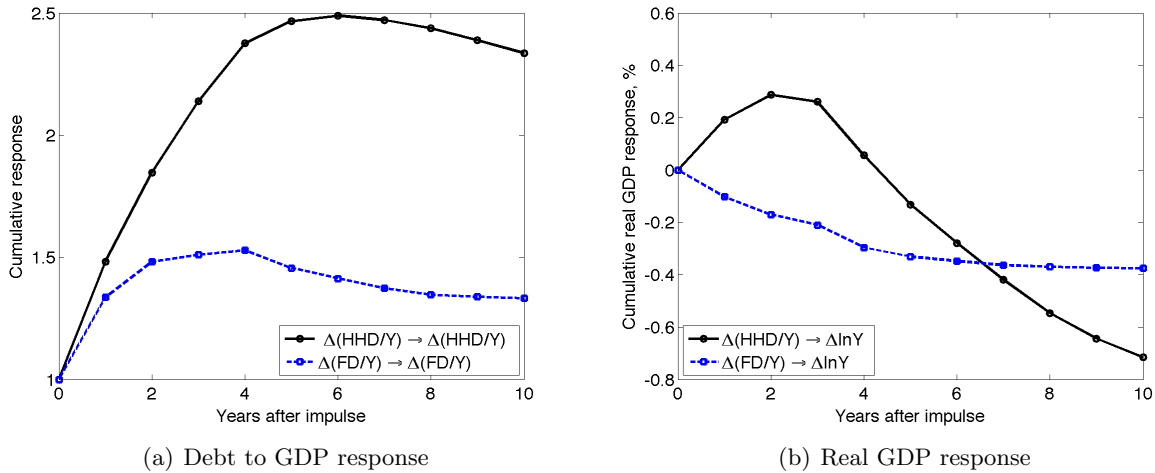 2.5
2
1.5
1
0
2
4
6
8
10
Cumulative response
Years after impulse
Δ(HHD/Y) → Δ(HHD/Y)
Δ(FD/Y) → Δ(FD/Y)
(a) Debt to GDP response
0.6
0.4
0.2
0
-0.2
-0.4
-0.6
-0.8
0
2
4
6
8
10
Cumulative real GDP response, %
Years after impulse
Δ(HHD/Y) → ΔlnY
Δ(FD/Y) → ΔlnY
(b) Real GDP response